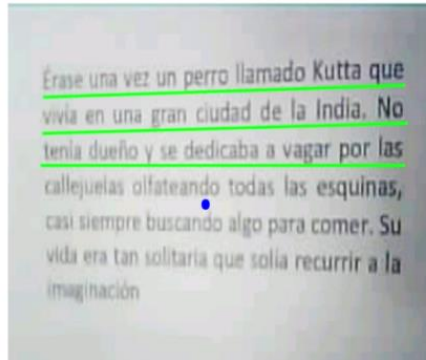 Érase una vez un perro llamado Kutta que
vivía en una gran ciudad de la India. No
tenía dueño y se dedicaba a vagar por las
callejuelas olfateando todas las esquinas,
casi siempre buscando algo para comer. Su
vida era tan solitaria que solía recurrir a la
imaginación